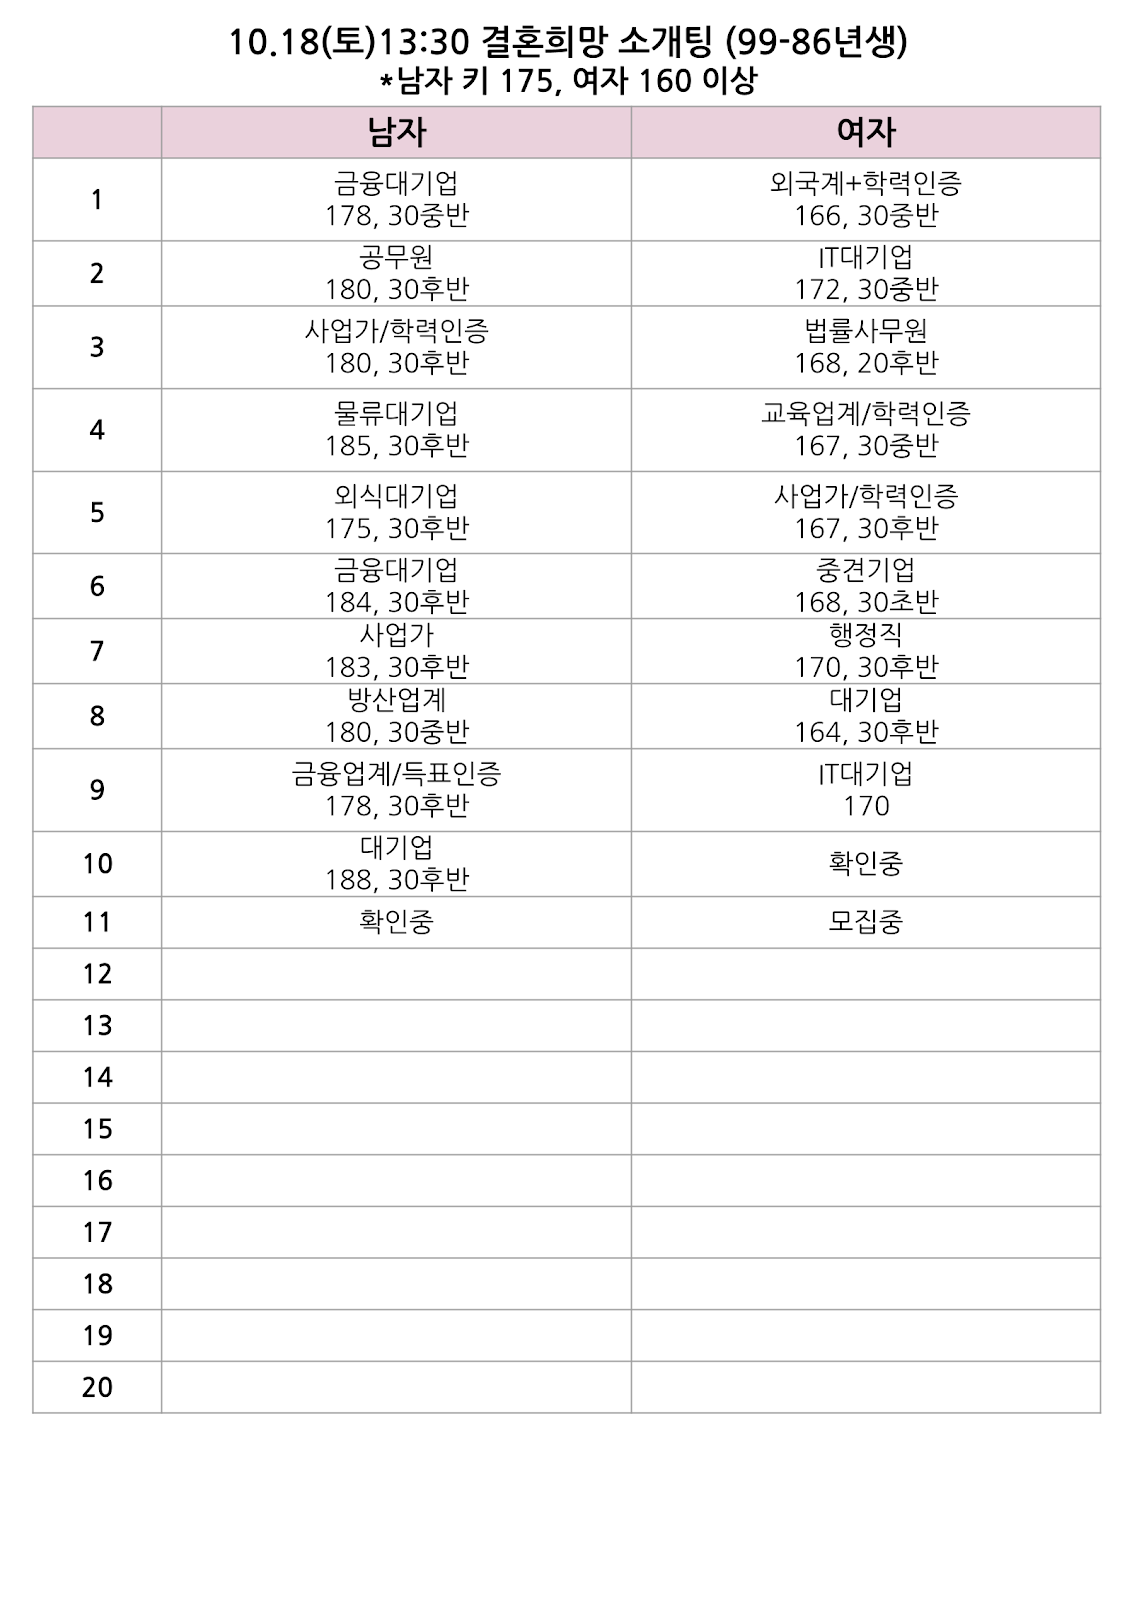 10.18(토)13:30 결혼희망 소개팅 (99-86년생)
*남자 키 175, 여자 160 이상
남자 여자
1
금융대기업
178, 30중반
외국계+학력인증
166, 30중반
2
공무원
180, 30후반
IT대기업
172, 30중반
3
사업가/학력인증
180, 30후반
법률사무원
168, 20후반
4
물류대기업
185, 30후반
교육업계/학력인증
167, 30중반
5
외식대기업
175, 30후반
사업가/학력인증
167, 30후반
6
금융대기업
184, 30후반
중견기업
168, 30초반
7
사업가
183, 30후반
행정직
170, 30후반
8
방산업계
180, 30중반
대기업
164, 30후반
9
금융업계/득표인증
178, 30후반
IT대기업
170
10
대기업
188, 30후반
확인중
11
확인중
모집중
12
13
14
15
16
17
18
19
20